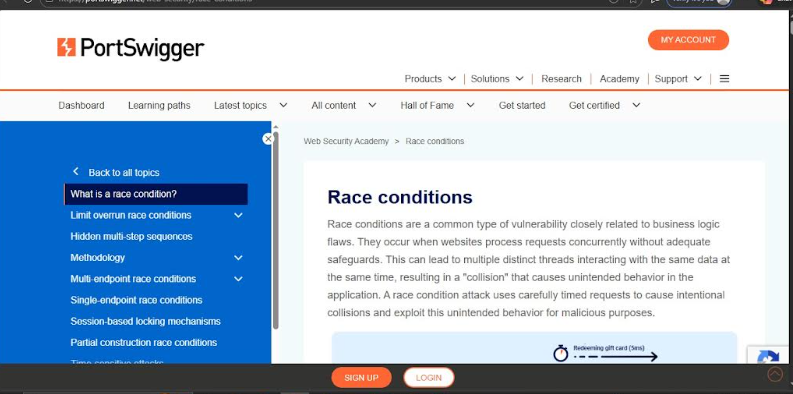 PortSwigger
MY ACCOUNT
Products
Solutions
Research
Academy
Support
Dashboard
Learning paths
Latest topics
All content
Hall of Fame
Get started
Get certified
Back to all topics
What is a race condition?
Limit overrun race conditions
Hidden multi-step sequences
Methodology
Multi-endpoint race conditions
Single-endpoint race conditions
Session-based locking mechanisms
Partial construction race conditions
Time-sensitive attacks
Web Security Academy > Race conditions
Race conditions
Race conditions are a common type of vulnerability closely related to business logic
flaws. They occur when websites process requests concurrently without adequate
safeguards. This can lead to multiple distinct threads interacting with the same data at
the same time, resulting in a "collision" that causes unintended behavior in the
application. A race condition attack uses carefully timed requests to cause intentional
collisions and exploit this unintended behavior for malicious purposes.
Redeeming gift card (5ms)
SIGN UP
LOGIN